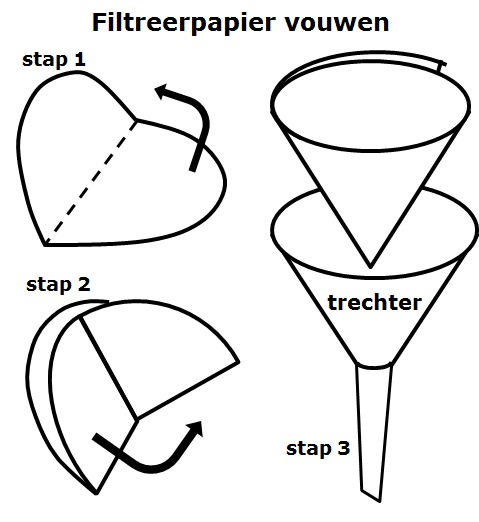 Filtreerpapier vouwen
stap 1
stap 2
trechter
stap 3